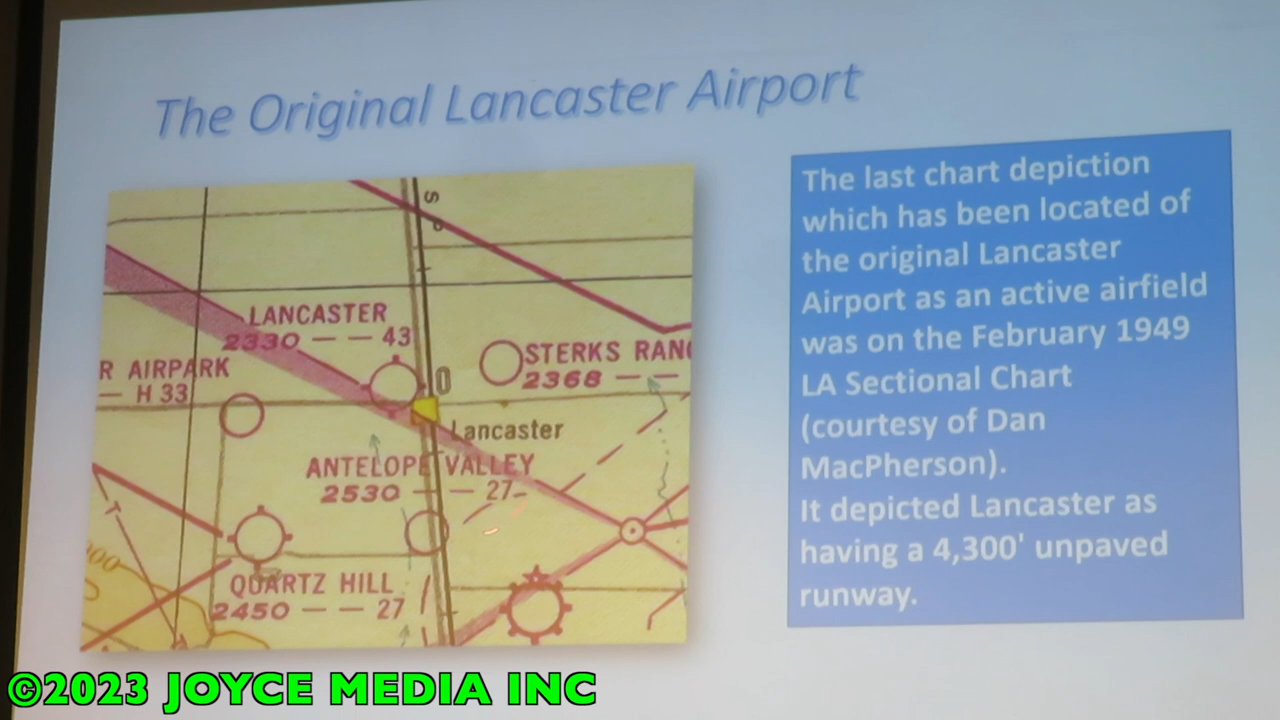 The Original Lancaster Airport
S
LANCASTER
2330 — — 43
R AIRPARK
— H 33
STERKS RAN
2368 — —
O
Lancaster
ANTELOPE VALLEY
2530 — — 27
QUARTZ HILL
2450 — — 27
The last chart depiction
which has been located of
the original Lancaster
Airport as an active airfield
was on the February 1949
LA Sectional Chart
(courtesy of Dan
MacPherson).
It depicted Lancaster as
having a 4,300' unpaved
runway.
©2023 JOYCE MEDIA INC